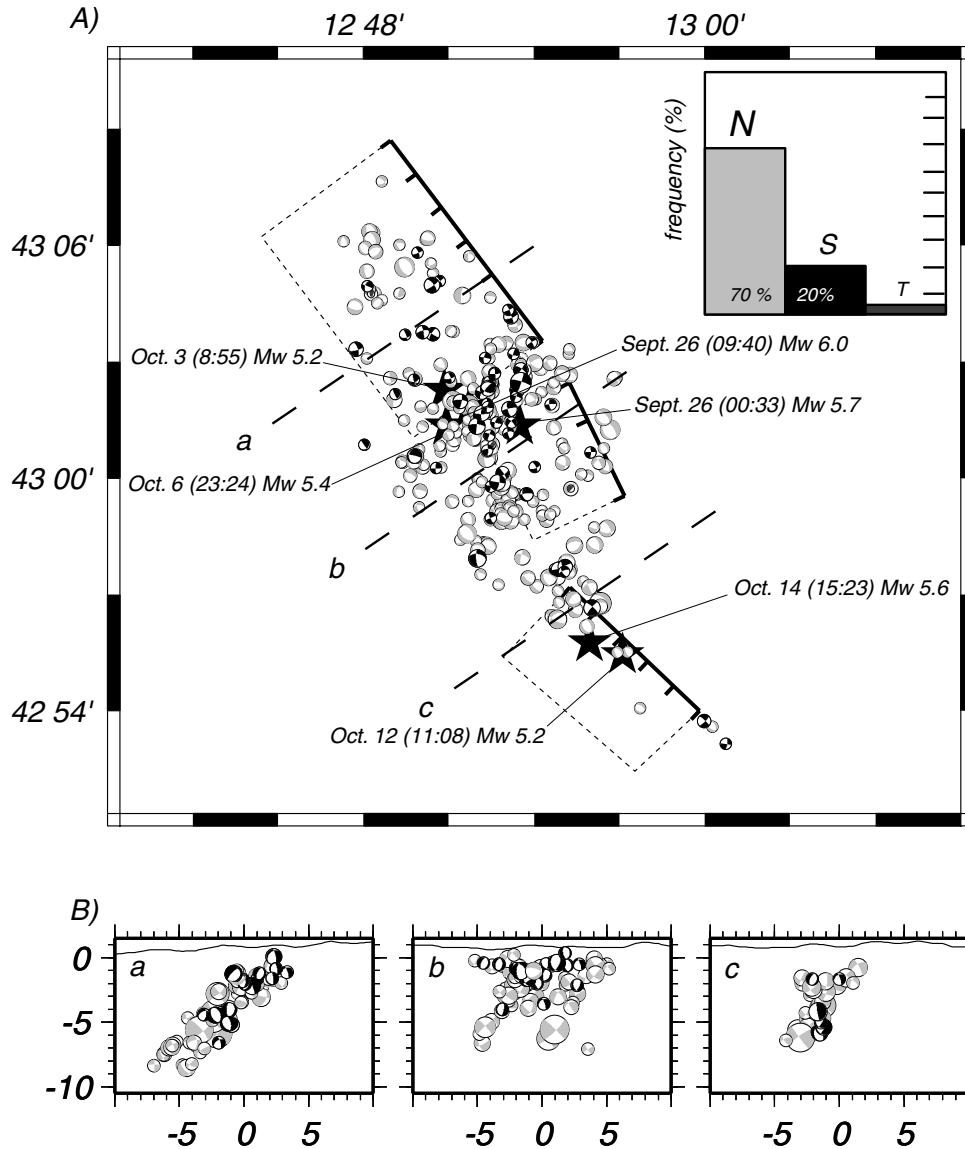 A)
12 48'
13 00'
frequency (%)
N
S
T
70 %
20%
43 06'
Oct. 3 (8:55) Mw 5.2
Sept. 26 (09:40) Mw 6.0
Sept. 26 (00:33) Mw 5.7
a
43 00'
Oct. 6 (23:24) Mw 5.4
b
Oct. 14 (15:23) Mw 5.6
c
42 54'
Oct. 12 (11:08) Mw 5.2
B)
0
-5
-10
a
b
c
-5 0 5
-5 0 5
-5 0 5